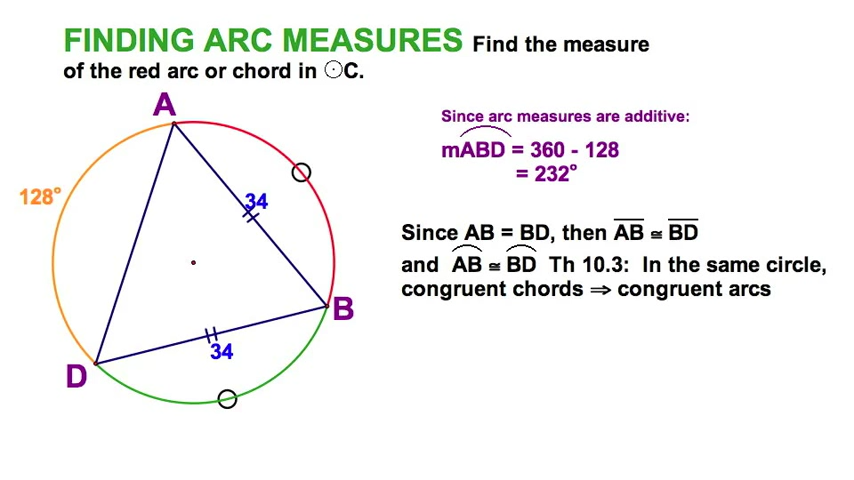 FINDING ARC MEASURES Find the measure
of the red arc or chord in ⊙C.
A
Since arc measures are additive:
mABD = 360 - 128
= 232°
128°
34
Since AB = BD, then AB ≅ BD
and AB ≅ BD Th 10.3: In the same circle,
congruent chords ⇒ congruent arcs
B
34
D